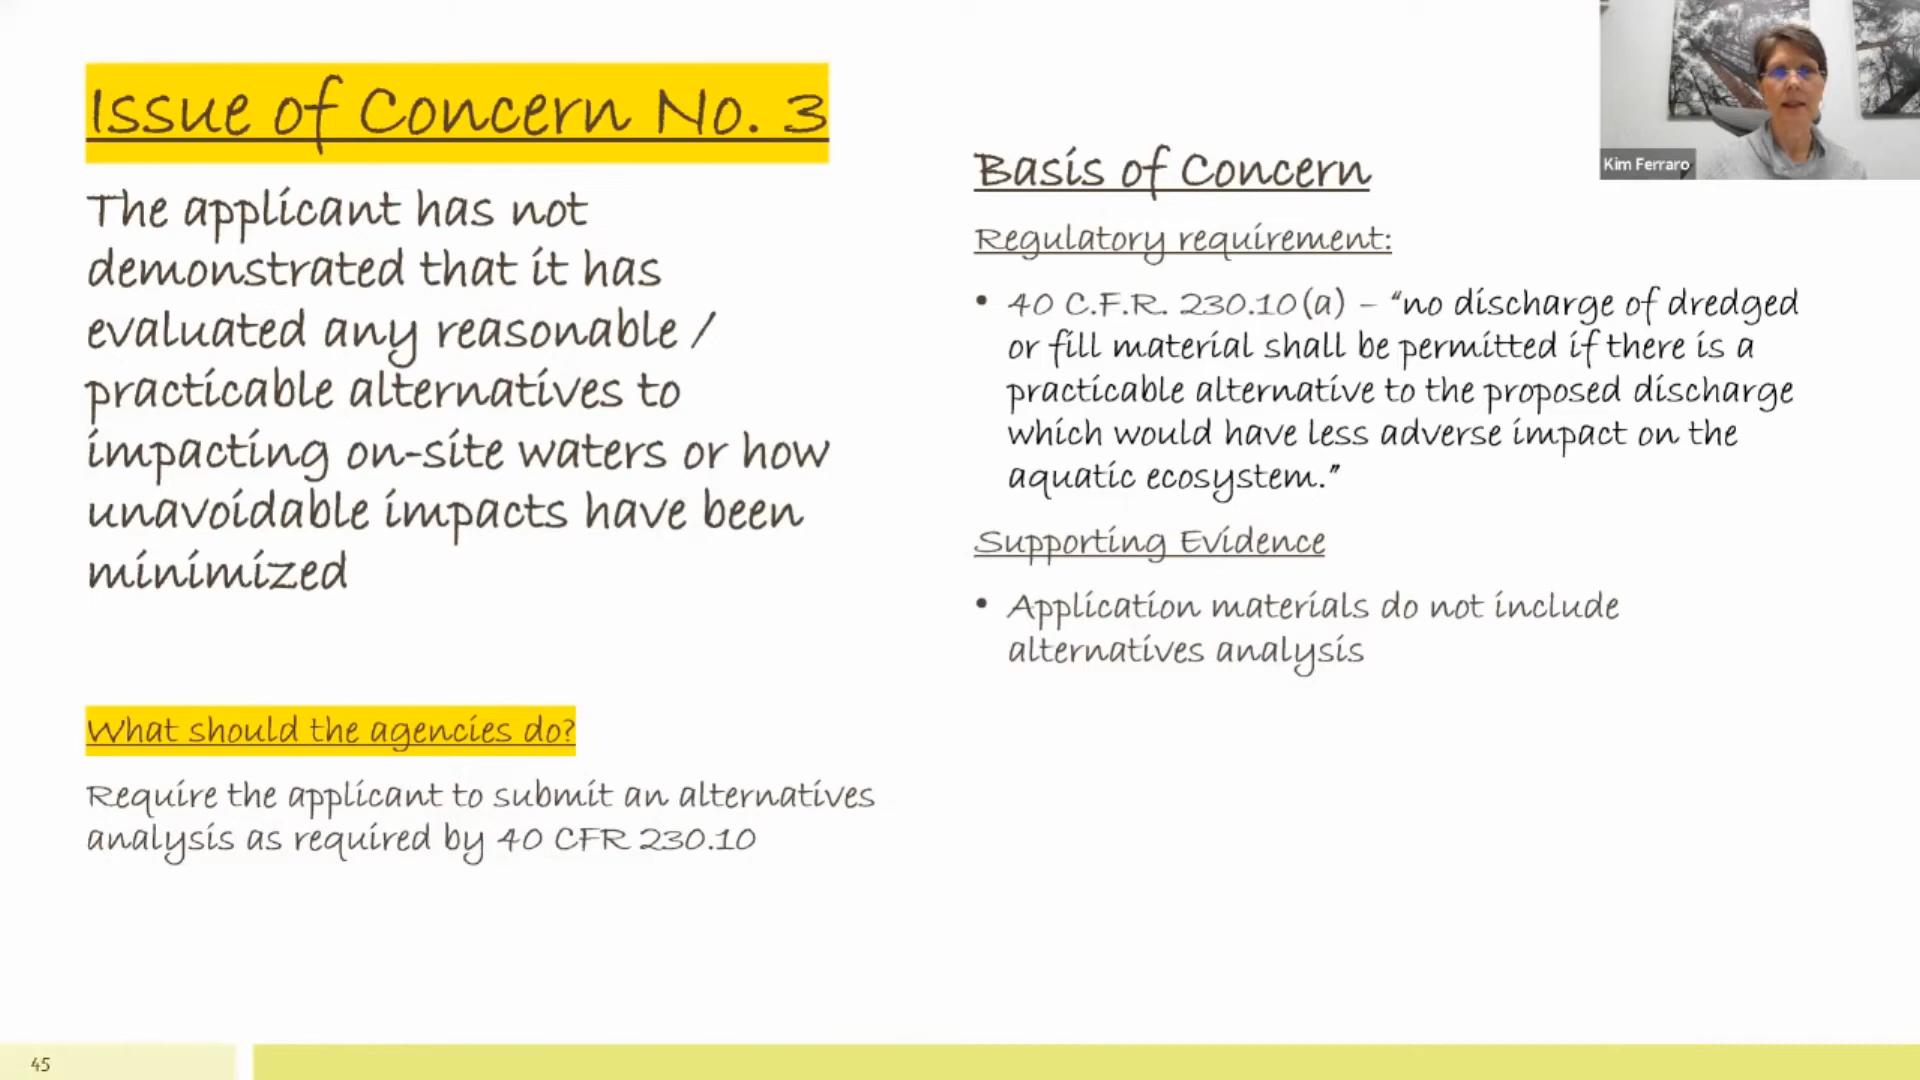 Issue of Concern No. 3
The applicant has not
demonstrated that it has
evaluated any reasonable /
practicable alternatives to
impacting on-site waters or how
unavoidable impacts have been
minimized
What should the agencies do?
Require the applicant to submit an alternatives
analysis as required by 40 CFR 230.10
Basis of Concern
Regulatory requirement:
• 40 C.F.R. 230.10(a) – “no discharge of dredged
or fill material shall be permitted if there is a
practicable alternative to the proposed discharge
which would have less adverse impact on the
aquatic ecosystem.”
Supporting Evidence
• Application materials do not include
alternatives analysis
Kim Ferraro
45